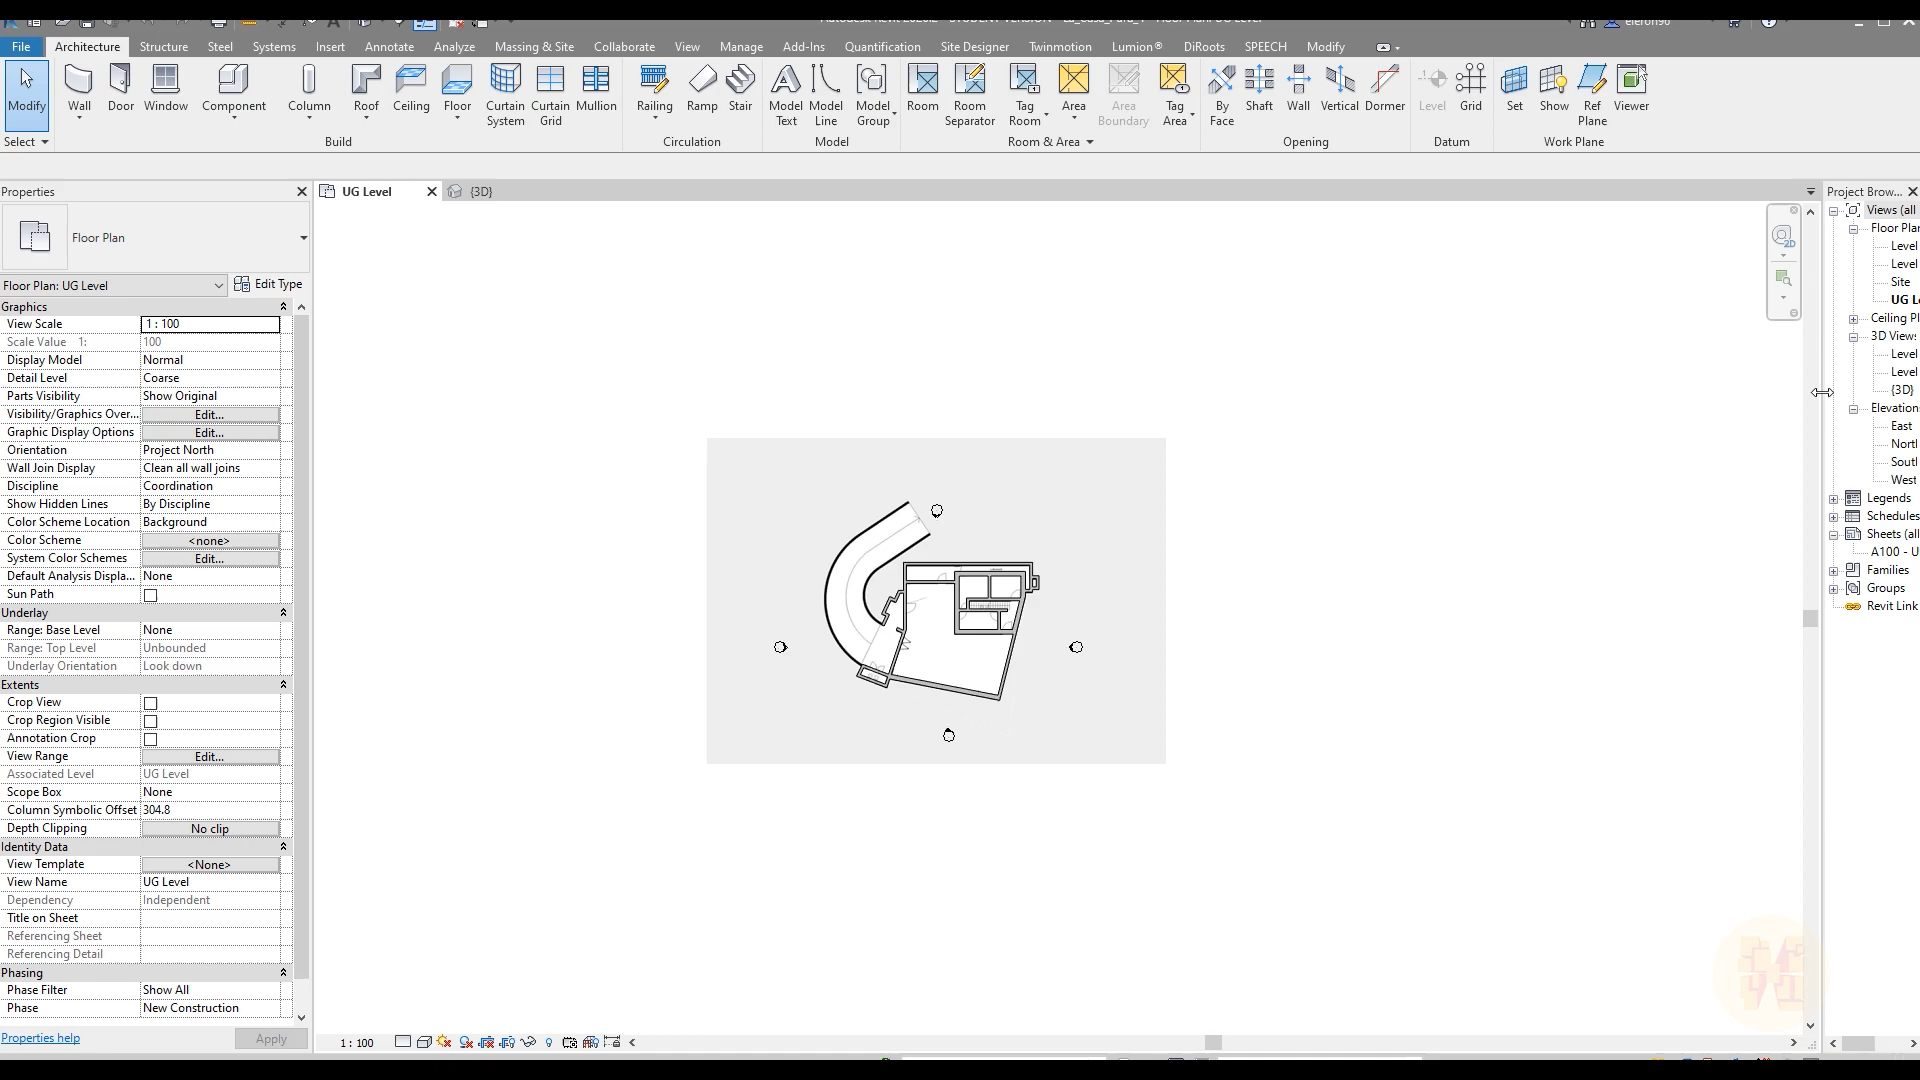 File Architecture Structure Steel Systems Insert Annotate Analyze Massing & Site Collaborate View Manage Add-Ins Quantification Site Designer Twinmotion Lumion® DiRoots SPEECH Modify
Modify Wall Door Window Component Column Roof Ceiling Floor Curtain System Curtain Grid Mullion Railing Ramp Stair Model Text Model Line Model Group Room Room Separator Tag Room Area Area Boundary Tag Area By Face Shaft Wall Vertical Dormer Level Grid Set Show Ref Plane Viewer
Select Build Circulation Model Room & Area Opening Datum Work Plane
Properties
UG Level {3D}
Floor Plan
Floor Plan: UG Level Edit Type
Graphics
View Scale 1 : 100
Scale Value 1: 100
Display Model Normal
Detail Level Coarse
Parts Visibility Show Original
Visibility/Graphics Over... Edit...
Graphic Display Options Edit...
Orientation Project North
Wall Join Display Clean all wall joins
Discipline Coordination
Show Hidden Lines By Discipline
Color Scheme Location Background
Color Scheme <none>
System Color Schemes Edit...
Default Analysis Displa... None
Sun Path
Underlay
Range: Base Level None
Range: Top Level Unbounded
Underlay Orientation Look down
Extents
Crop View
Crop Region Visible
Annotation Crop
View Range Edit...
Associated Level UG Level
Scope Box None
Column Symbolic Offset 304.8
Depth Clipping No clip
Identity Data
View Template <None>
View Name UG Level
Dependency Independent
Title on Sheet
Referencing Sheet
Referencing Detail
Phasing
Phase Filter Show All
Phase New Construction
Properties help Apply
1 : 100
2D
Project Brow...
Views (all
Floor Plan
Level
Level
Site
UG L
Ceiling Pl
3D Views
Level
Level
{3D}
Elevations
East
North
South
West
Legends
Schedules
Sheets (all
A100 - U
Families
Groups
Revit Link